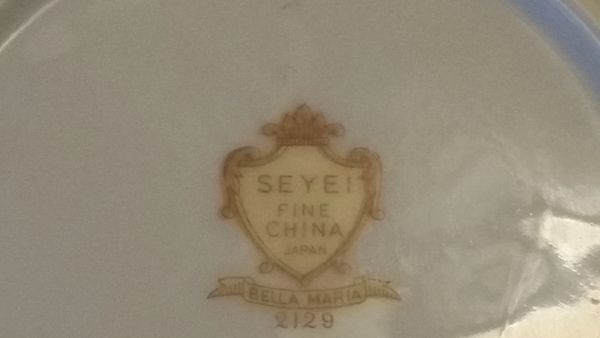 SEYEI
FINE
CHINA
JAPAN
BELLA MARIA
2129